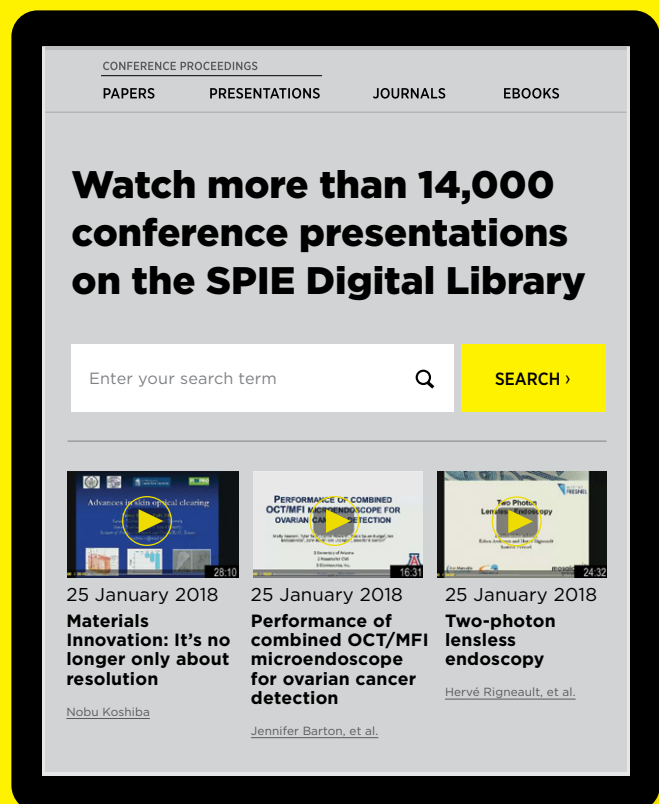 CONFERENCE PROCEEDINGS
PAPERS PRESENTATIONS JOURNALS EBOOKS
Watch more than 14,000
conference presentations
on the SPIE Digital Library
Enter your search term
SEARCH ›
Advances in skin optical clearing
28:10
PERFORMANCE OF COMBINED
OCT/MFI MICROENDOSCOPE FOR
OVARIAN CANCER DETECTION
16:31
FRESNEL
Two Photon
Lensless Endoscopy
mosaic
24:32
25 January 2018
Materials
Innovation: It's no
longer only about
resolution
Nobu Koshiba
25 January 2018
Performance of
combined OCT/MFI
microendoscope
for ovarian cancer
detection
Jennifer Barton, et al.
25 January 2018
Two-photon
lensless
endoscopy
Hervé Rigneault, et al.